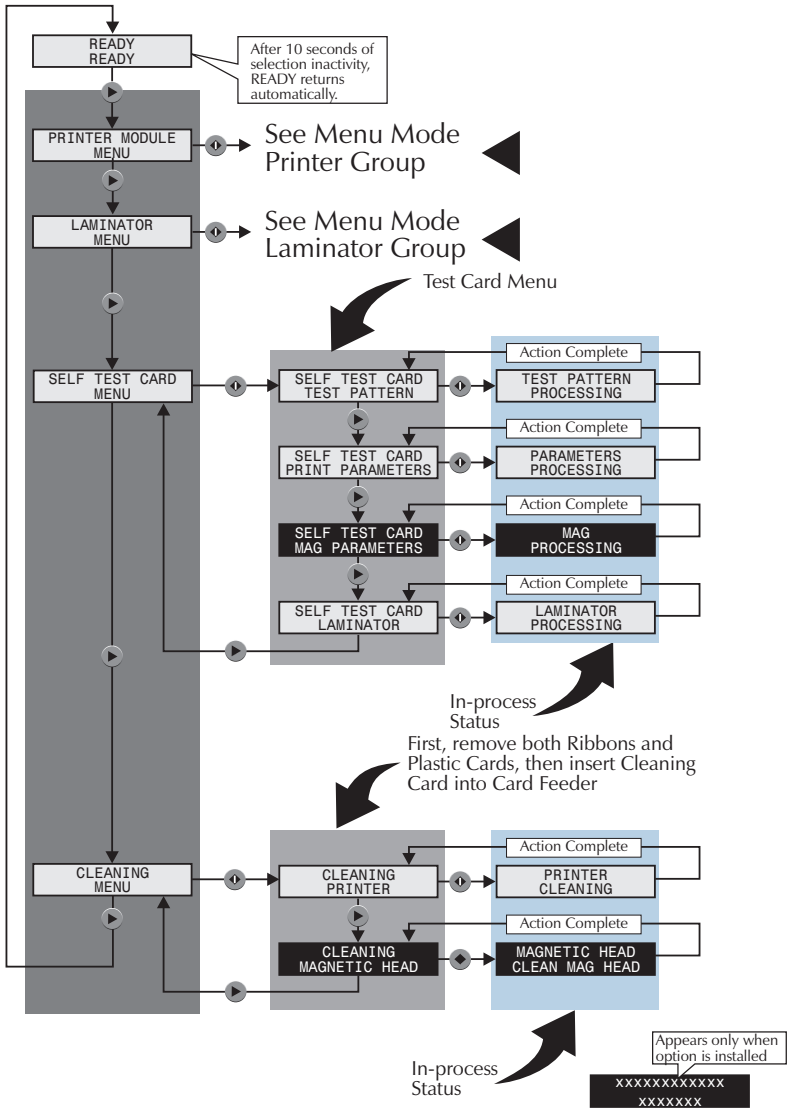 READY
READY
After 10 seconds of
selection inactivity,
READY returns
automatically.
PRINTER MODULE
MENU
See Menu Mode
Printer Group
LAMINATOR
MENU
See Menu Mode
Laminator Group
Test Card Menu
Action Complete
SELF TEST CARD
MENU
SELF TEST CARD
TEST PATTERN
TEST PATTERN
PROCESSING
Action Complete
SELF TEST CARD
PRINT PARAMETERS
PARAMETERS
PROCESSING
Action Complete
SELF TEST CARD
MAG PARAMETERS
MAG
PROCESSING
Action Complete
SELF TEST CARD
LAMINATOR
LAMINATOR
PROCESSING
In-process
Status
First, remove both Ribbons and
Plastic Cards, then insert Cleaning
Card into Card Feeder
Action Complete
CLEANING
MENU
CLEANING
PRINTER
PRINTER
CLEANING
Action Complete
CLEANING
MAGNETIC HEAD
MAGNETIC HEAD
CLEAN MAG HEAD
In-process
Status
Appears only when
option is installed
xxxxxxxxxxxx
xxxxxxx